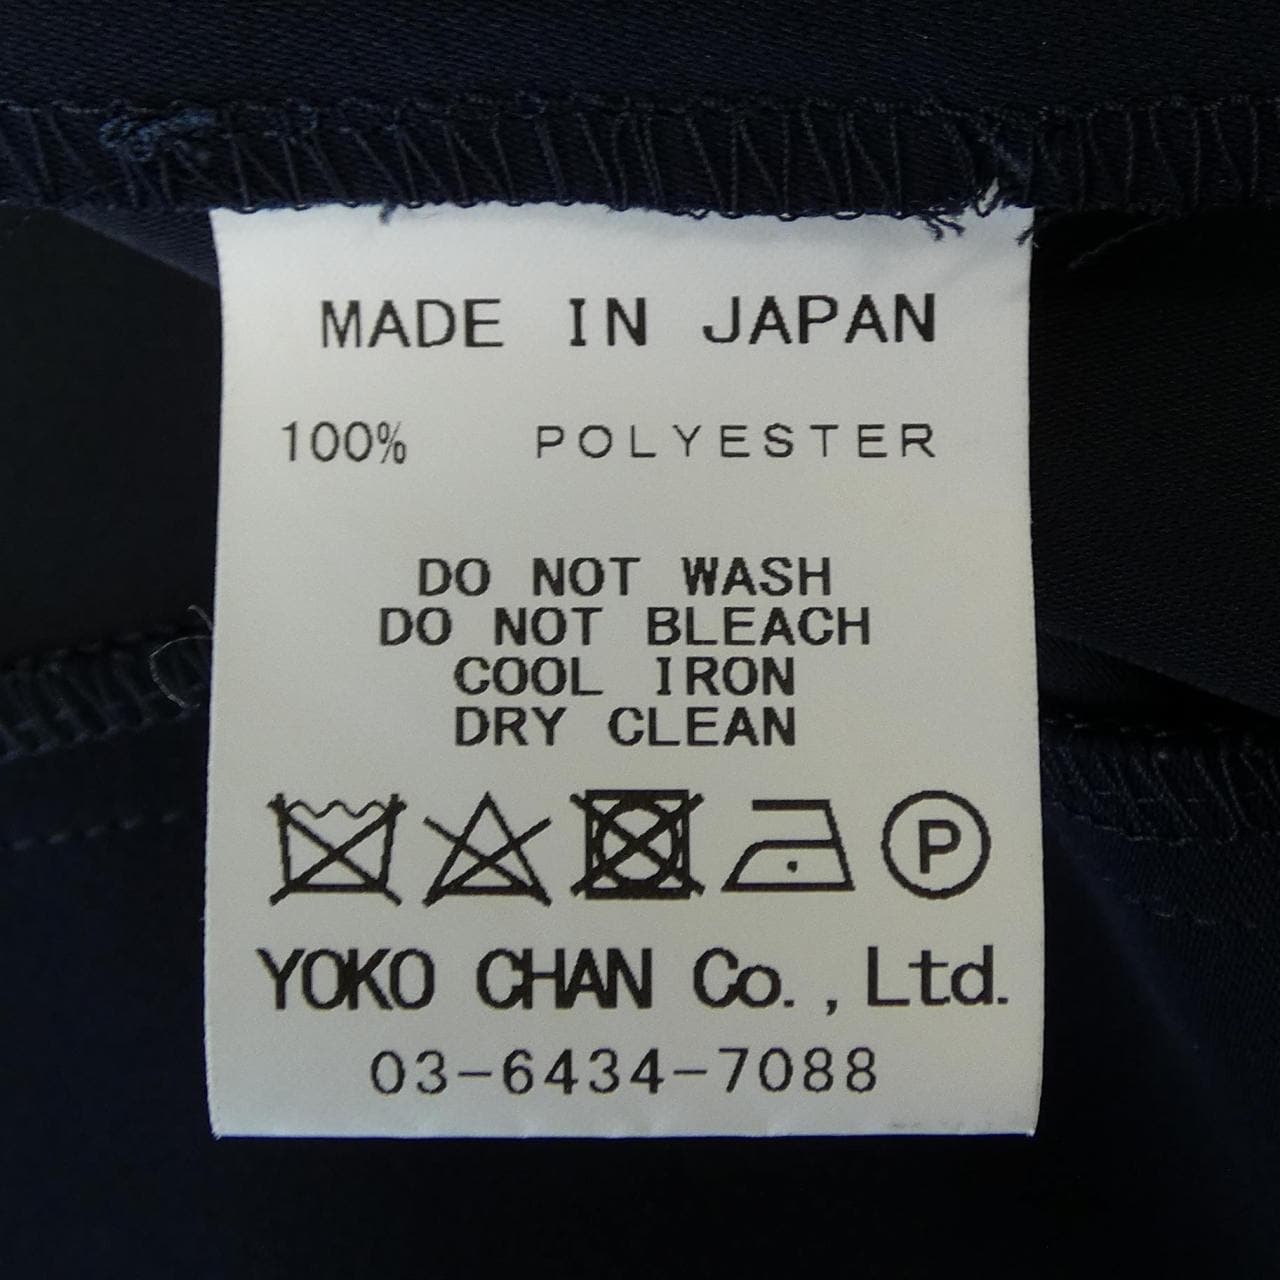 MADE IN JAPAN
100% POLYESTER
DO NOT WASH
DO NOT BLEACH
COOL IRON
DRY CLEAN
P
YOKO CHAN Co., Ltd.
03-6434-7088